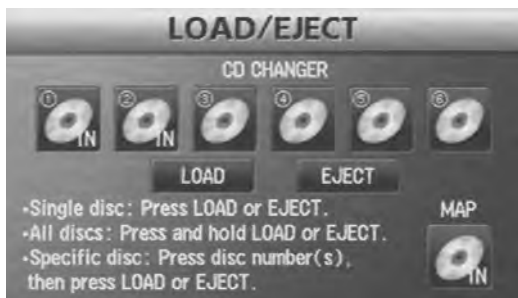 LOAD/EJECT
CD CHANGER
① ② ③ ④ ⑤ ⑥
IN IN
LOAD EJECT
•Single disc: Press LOAD or EJECT.
•All discs: Press and hold LOAD or EJECT.
•Specific disc: Press disc number(s),
then press LOAD or EJECT.
MAP
IN